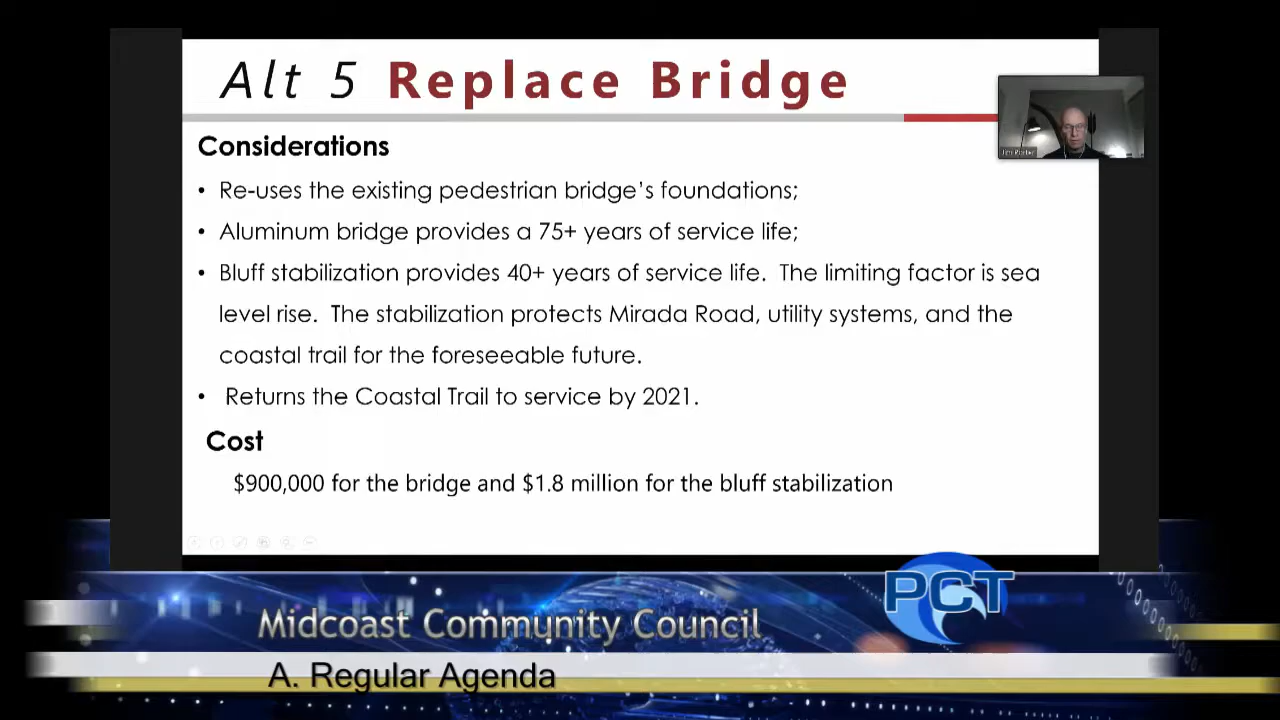 Alt 5 Replace Bridge
Considerations
• Re-uses the existing pedestrian bridge's foundations;
• Aluminum bridge provides a 75+ years of service life;
• Bluff stabilization provides 40+ years of service life. The limiting factor is sea
level rise. The stabilization protects Mirada Road, utility systems, and the
coastal trail for the foreseeable future.
• Returns the Coastal Trail to service by 2021.
Cost
$900,000 for the bridge and $1.8 million for the bluff stabilization
PCT
Midcoast Community Council
A. Regular Agenda